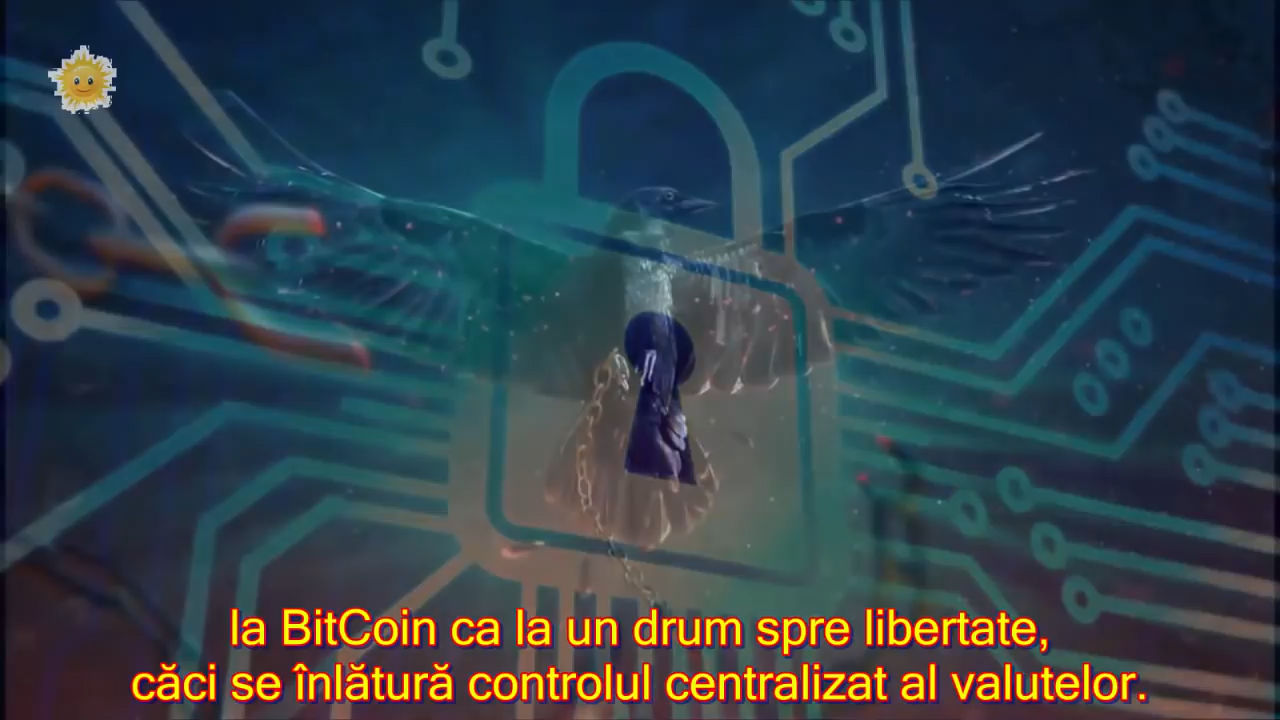 la BitCoin ca la un drum spre libertate,
căci se înlătură controlul centralizat al valutelor.